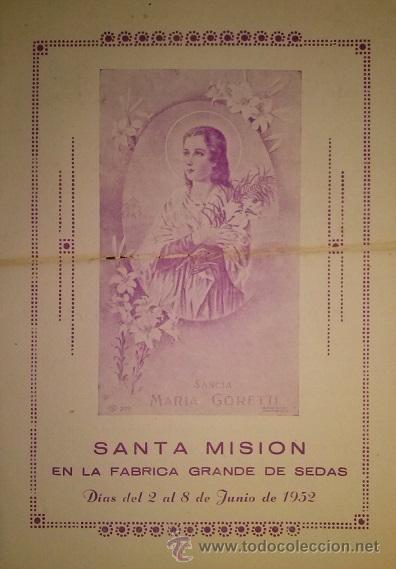 SANCTA
MARIA GORETTI
SANTA MISION
EN LA FABRICA GRANDE DE SEDAS
Días del 2 al 8 de Junio de 1952
www.todocoleccion.net